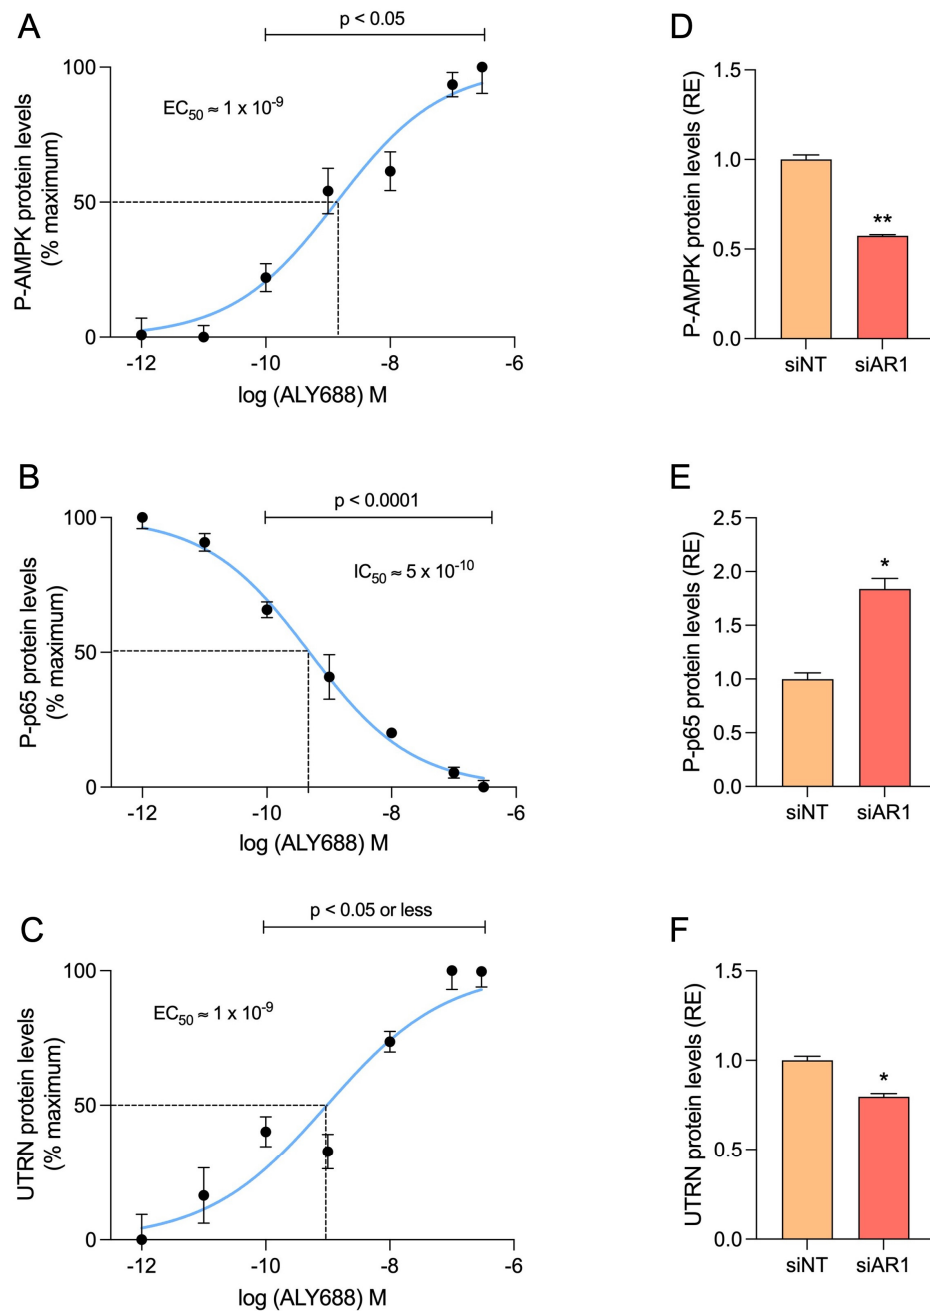 A
p < 0.05
100
50
0
EC50 ≈ 1 x 10-9
P-AMPK protein levels
(% maximum)
-12
-10
-8
-6
log (ALY688) M
D
1.5
1.0
0.5
0.0
P-AMPK protein levels (RE)
**
siNT
siAR1
B
p < 0.0001
100
50
0
IC50 ≈ 5 x 10-10
P-p65 protein levels
(% maximum)
-12
-10
-8
-6
log (ALY688) M
E
2.5
2.0
1.5
1.0
0.5
0.0
P-p65 protein levels (RE)
*
siNT
siAR1
C
p < 0.05 or less
100
50
0
EC50 ≈ 1 x 10-9
UTRN protein levels
(% maximum)
-12
-10
-8
-6
log (ALY688) M
F
1.5
1.0
0.5
0.0
UTRN protein levels (RE)
*
siNT
siAR1